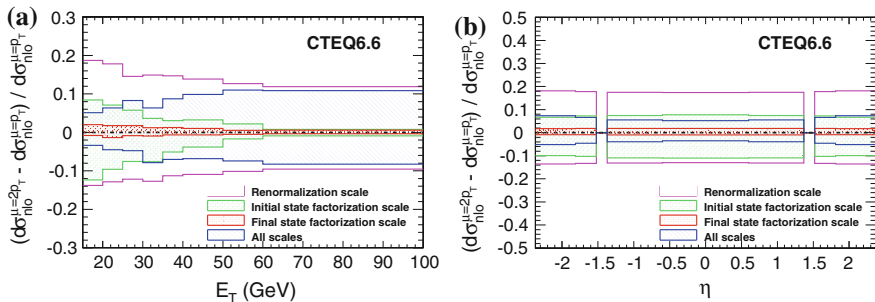 (a)
CTEQ6.6
(dσ_nlo^μ=2p_T - dσ_nlo^μ=p_T) / dσ_nlo^μ=p_T
0.3
0.2
0.1
0
-0.1
-0.2
-0.3
Renormalization scale
Initial state factorization scale
Final state factorization scale
All scales
20 30 40 50 60 70 80 90 100
E_T (GeV)
(b)
CTEQ6.6
(dσ_nlo^μ=2p_T - dσ_nlo^μ=p_T) / dσ_nlo^μ=p_T
0.5
0.4
0.3
0.2
0.1
0
-0.1
-0.2
-0.3
-0.4
-0.5
Renormalization scale
Initial state factorization scale
Final state factorization scale
All scales
-2 -1.5 -1 -0.5 0 0.5 1 1.5 2
η